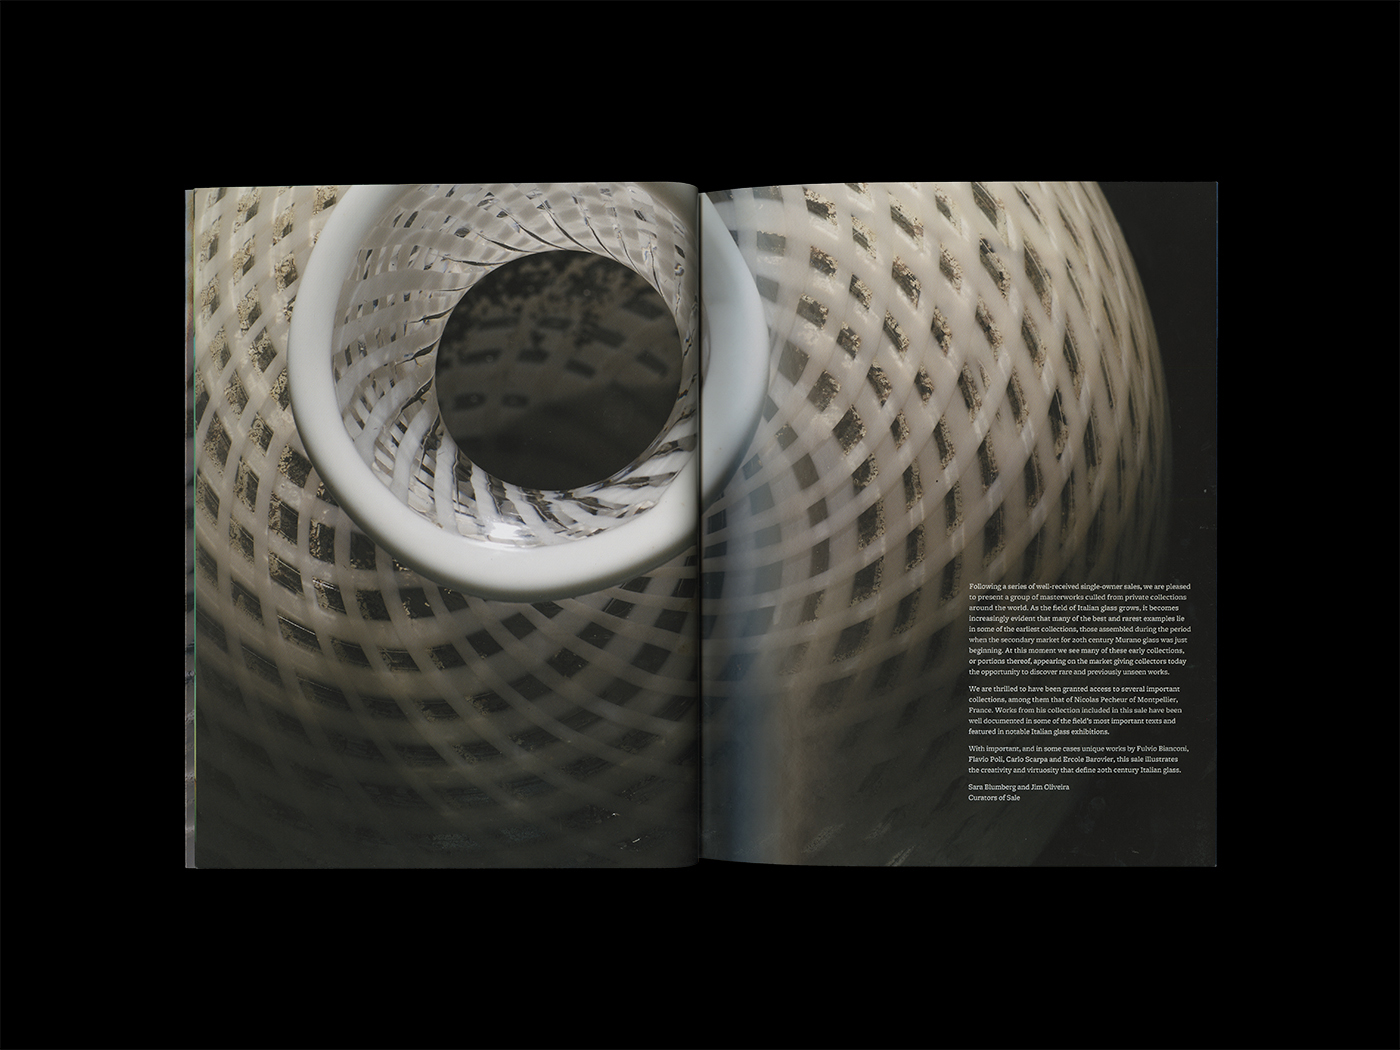 Following a series of well-received single-owner sales, we are pleased
to present a group of masterworks culled from private collections
around the world. As the field of Italian glass grows, it becomes
increasingly evident that many of the best and rarest examples lie
in some of the earliest collections, those assembled during the period
when the secondary market for 20th century Murano glass was just
beginning. At this moment we see many of these early collections,
or portions thereof, appearing on the market giving collectors today
the opportunity to discover rare and previously unseen works.
We are thrilled to have been granted access to several important
collections, among them that of Nicolas Pecheur of Montpellier,
France. Works from his collection included in this sale have been
well documented in some of the field's most important texts and
featured in notable Italian glass exhibitions.
With important, and in some cases unique works by Fulvio Bianconi,
Flavio Poli, Carlo Scarpa and Ercole Barovier, this sale illustrates
the creativity and virtuosity that define 20th century Italian glass.
Sara Blumberg and Jim Oliveira
Curators of Sale